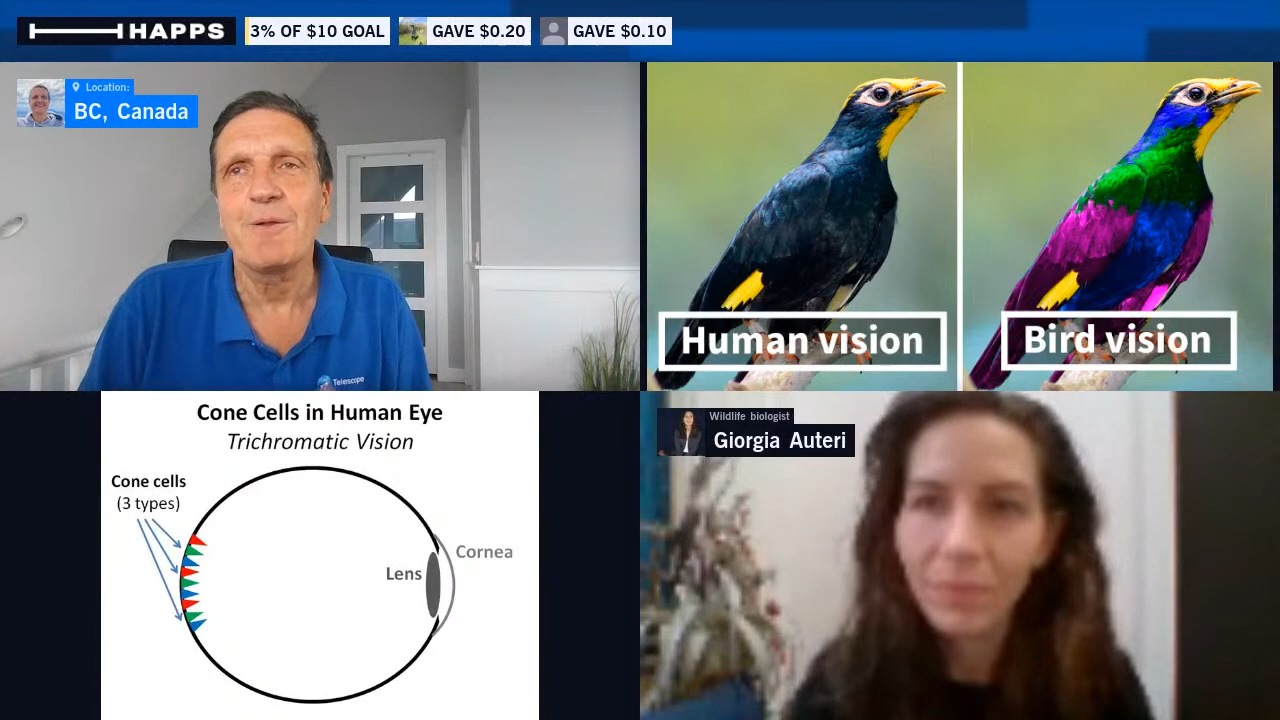 HAPPS
3% OF $10 GOAL
GAVE $0.20
GAVE $0.10
Location:
BC, Canada
Telescope
Human vision
Bird vision
Cone Cells in Human Eye
Trichromatic Vision
Cone cells
(3 types)
Cornea
Lens
Wildlife biologist
Giorgia Auteri